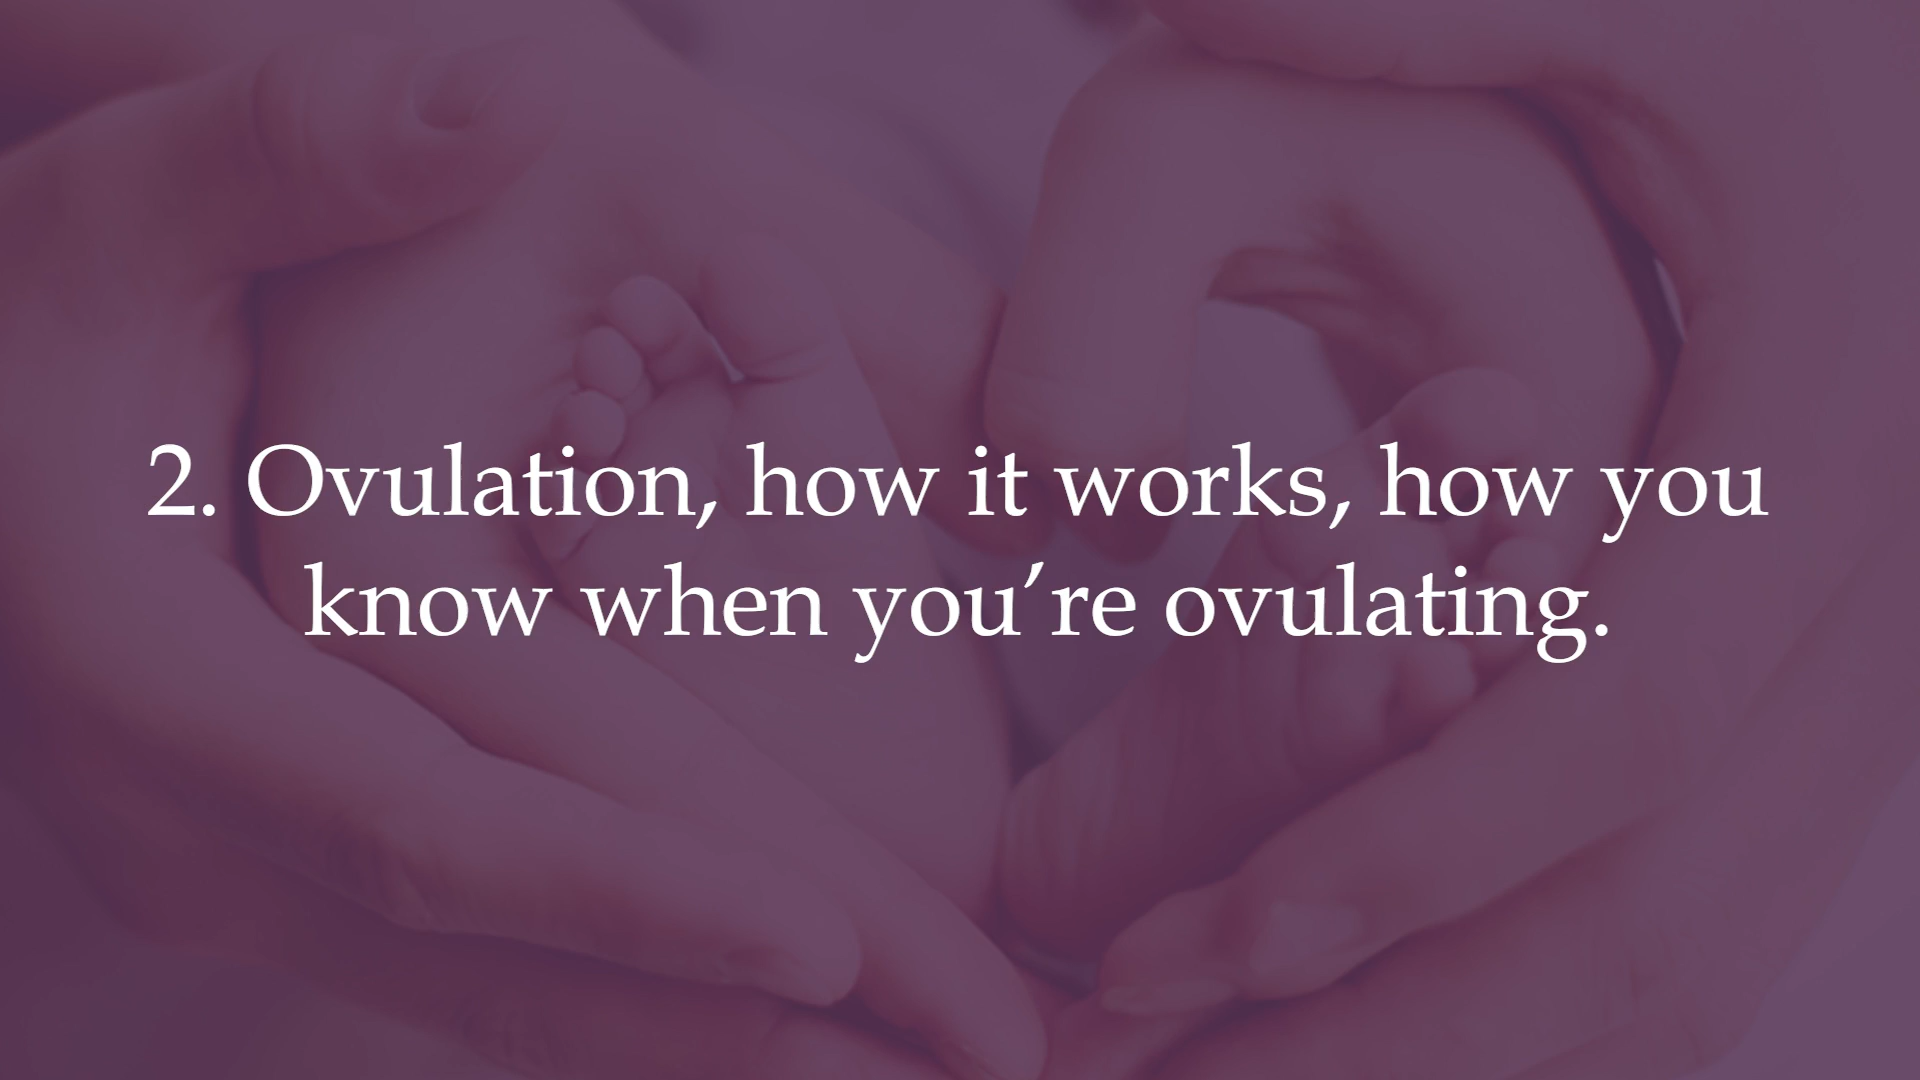 2. Ovulation, how it works, how you
know when you’re ovulating.